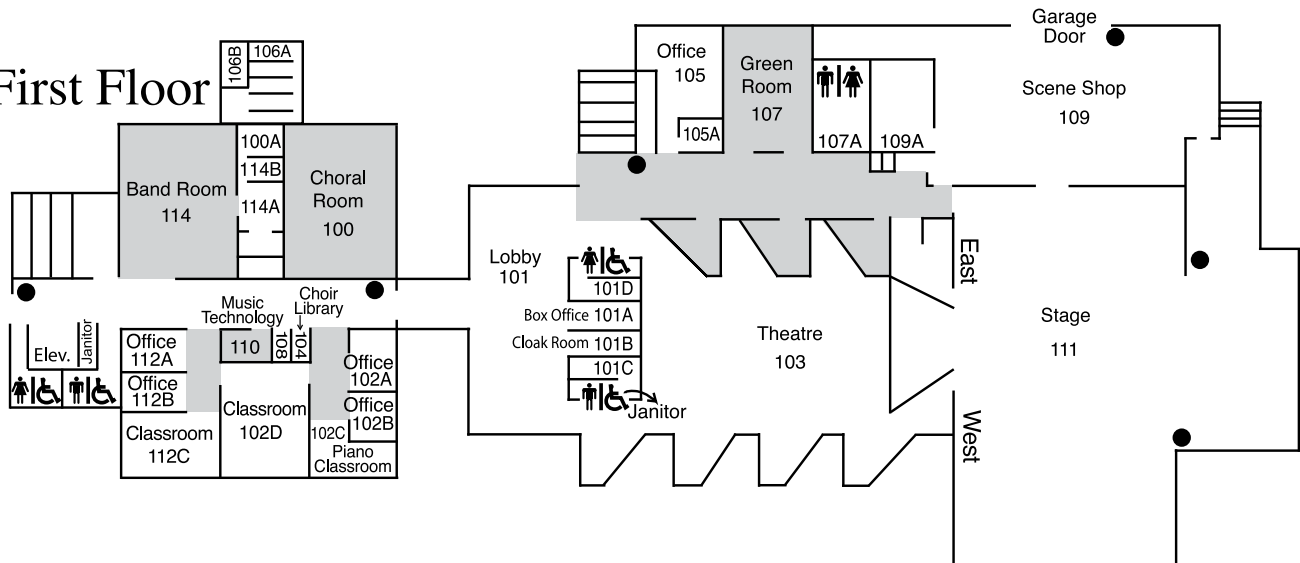 First Floor
106B
106A
100A
114B
114A
Band Room
114
Choral
Room
100
Office
105
105A
Green
Room
107
107A
109A
Garage
Door
Scene Shop
109
Lobby
101
101D
Box Office 101A
Cloak Room 101B
101C
Janitor
Theatre
103
East
West
Stage
111
Music
Technology
110
Choir
Library
108
104
Elev.
Janitor
Office
112A
Office
112B
Classroom
112C
Classroom
102D
Office
102A
Office
102B
102C
Piano
Classroom